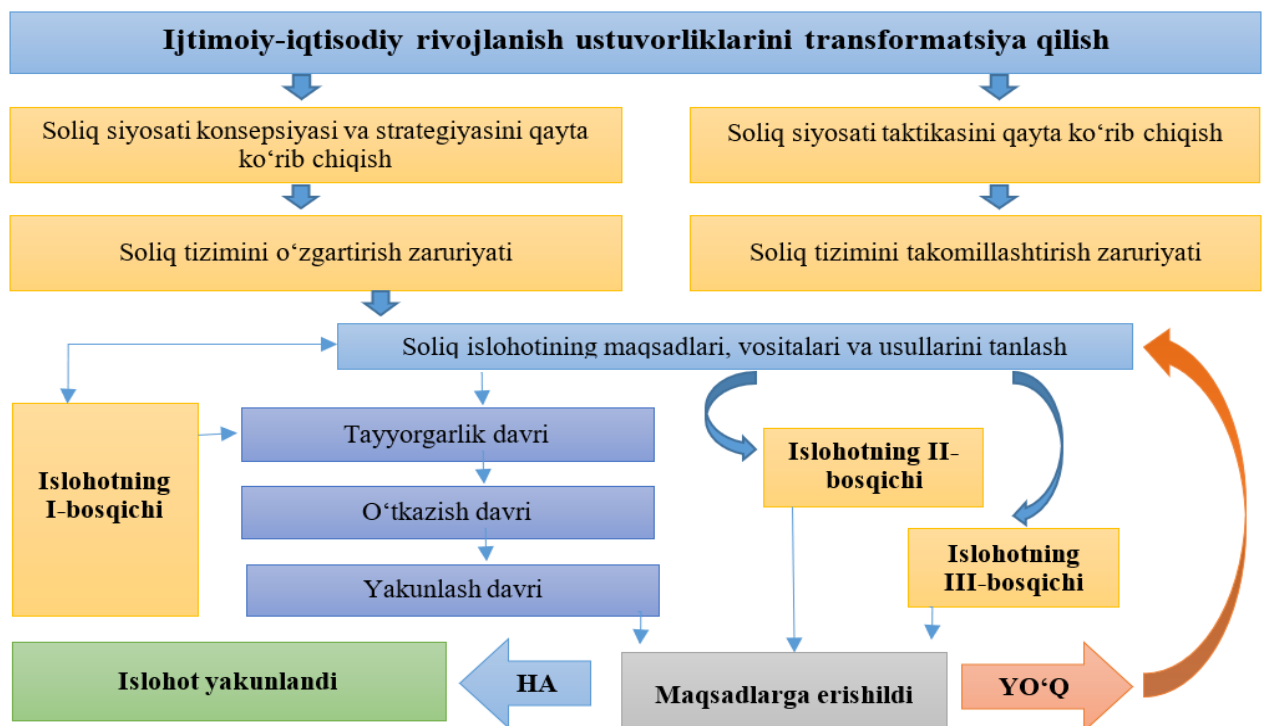 Ijtimoiy-iqtisodiy rivojlanish ustuvorliklarini transformatsiya qilish
Soliq siyosati konsepsiyasi va strategiyasini qayta
ko‘rib chiqish
Soliq siyosati taktikasini qayta ko‘rib chiqish
Soliq tizimini o‘zgartirish zaruriyati
Soliq tizimini takomillashtirish zaruriyati
Soliq islohotining maqsadlari, vositalari va usullarini tanlash
Islohotning
I-bosqichi
Tayyorgarlik davri
O‘tkazish davri
Yakunlash davri
Islohotning II-
bosqichi
Islohotning
III-bosqichi
Islohot yakunlandi
HA
Maqsadlarga erishildi
YO‘Q